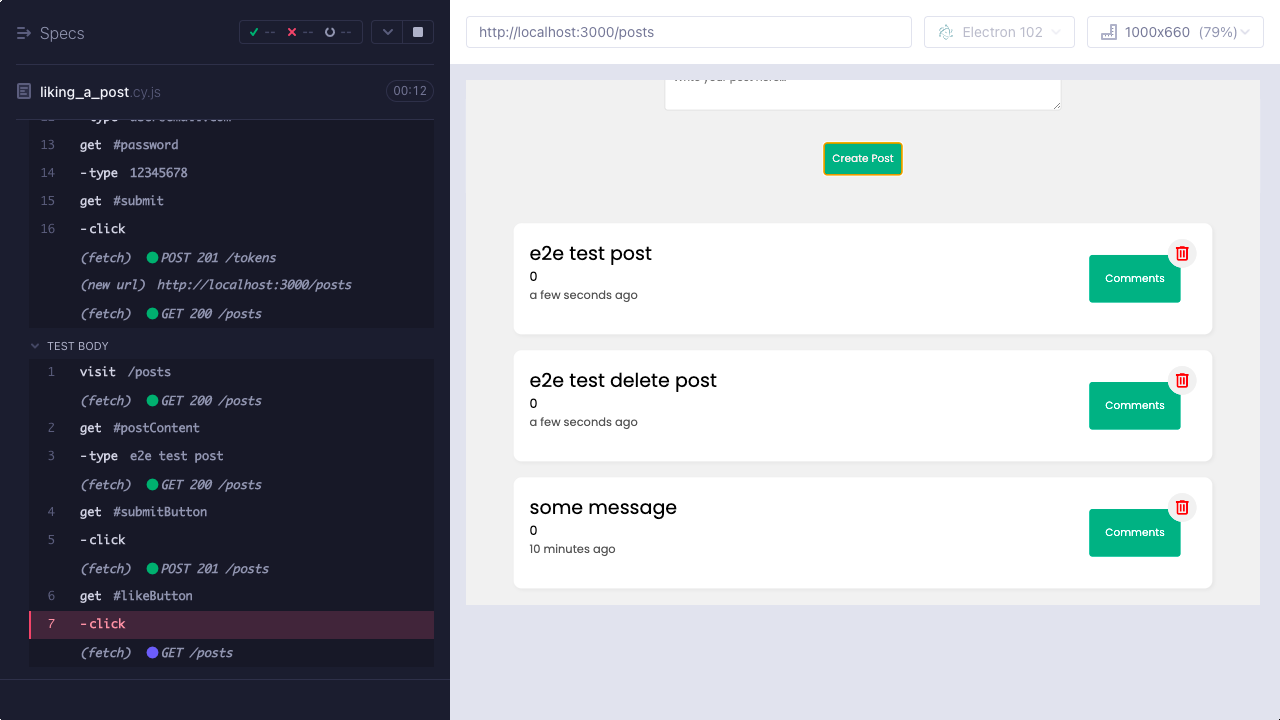 Specs
-- -- --
liking_a_post.cy.js 00:12
13 get #password
14 -type 12345678
15 get #submit
16 -click
(fetch) POST 201 /tokens
(new url) http://localhost:3000/posts
(fetch) GET 200 /posts
TEST BODY
1 visit /posts
(fetch) GET 200 /posts
2 get #postContent
3 -type e2e test post
(fetch) GET 200 /posts
4 get #submitButton
5 -click
(fetch) POST 201 /posts
6 get #likeButton
7 -click
(fetch) GET /posts
http://localhost:3000/posts
Electron 102
1000x660 (79%)
Write your post here...
Create Post
e2e test post
0
a few seconds ago
Comments
e2e test delete post
0
a few seconds ago
Comments
some message
0
10 minutes ago
Comments